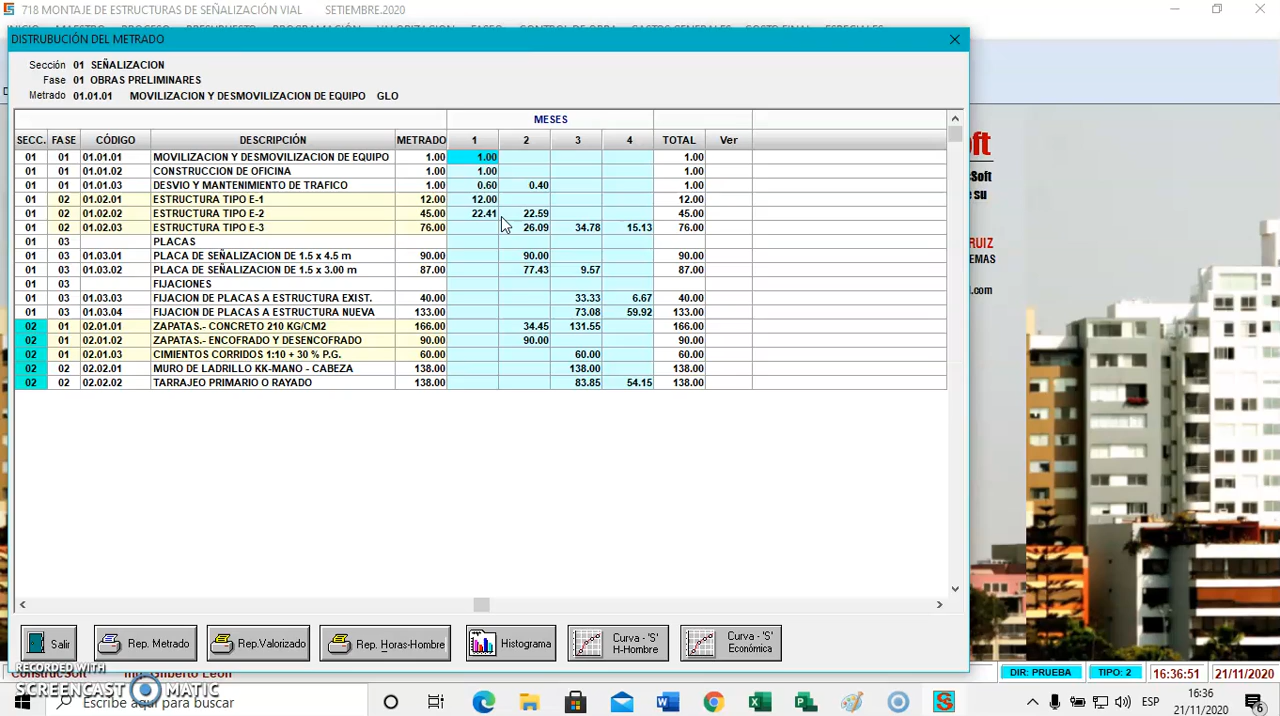 718 MONTAJE DE ESTRUCTURAS DE SEÑALIZACIÓN VIAL SETIEMBRE.2020
DISTRUBUCIÓN DEL METRADO
Sección 01 SEÑALIZACION
Fase 01 OBRAS PRELIMINARES
Metrado 01.01.01 MOVILIZACION Y DESMOVILIZACION DE EQUIPO GLO
MESES
SECC. FASE CÓDIGO DESCRIPCIÓN METRADO 1 2 3 4 TOTAL Ver
01 01 01.01.01 MOVILIZACION Y DESMOVILIZACION DE EQUIPO 1.00 1.00 1.00
01 01 01.01.02 CONSTRUCCION DE OFICINA 1.00 1.00 1.00
01 01 01.01.03 DESVIO Y MANTENIMIENTO DE TRAFICO 1.00 0.60 0.40 1.00
01 02 01.02.01 ESTRUCTURA TIPO E-1 12.00 12.00 12.00
01 02 01.02.02 ESTRUCTURA TIPO E-2 45.00 22.41 22.59 45.00
01 02 01.02.03 ESTRUCTURA TIPO E-3 76.00 26.09 34.78 15.13 76.00
01 03 PLACAS
01 03 01.03.01 PLACA DE SEÑALIZACIÓN DE 1.5 x 4.5 m 90.00 90.00 90.00
01 03 01.03.02 PLACA DE SEÑALIZACIÓN DE 1.5 x 3.00 m 87.00 77.43 9.57 87.00
01 03 FIJACIONES
01 03 01.03.03 FIJACION DE PLACAS A ESTRUCTURA EXIST. 40.00 33.33 6.67 40.00
01 03 01.03.04 FIJACION DE PLACAS A ESTRUCTURA NUEVA 133.00 73.08 59.92 133.00
02 01 02.01.01 ZAPATAS.- CONCRETO 210 KG/CM2 166.00 34.45 131.55 166.00
02 01 02.01.02 ZAPATAS.- ENCOFRADO Y DESENCOFRADO 90.00 90.00 90.00
02 01 02.01.03 CIMIENTOS CORRIDOS 1:10 + 30 % P.G. 60.00 60.00 60.00
02 02 02.02.01 MURO DE LADRILLO KK-MANO - CABEZA 138.00 138.00 138.00
02 02 02.02.02 TARRAJEO PRIMARIO O RAYADO 138.00 83.85 54.15 138.00
Salir Rep. Metrado Rep.Valorizado Rep. Horas-Hombre Histograma Curva - 'S' H-Hombre Curva - 'S' Económica
RECORDED WITH
SCREENCAST MATIC
DIR: PRUEBA TIPO: 2 16:36:51 21/11/2020
Escribe aquí para buscar
ESP 16:36
21/11/2020
6